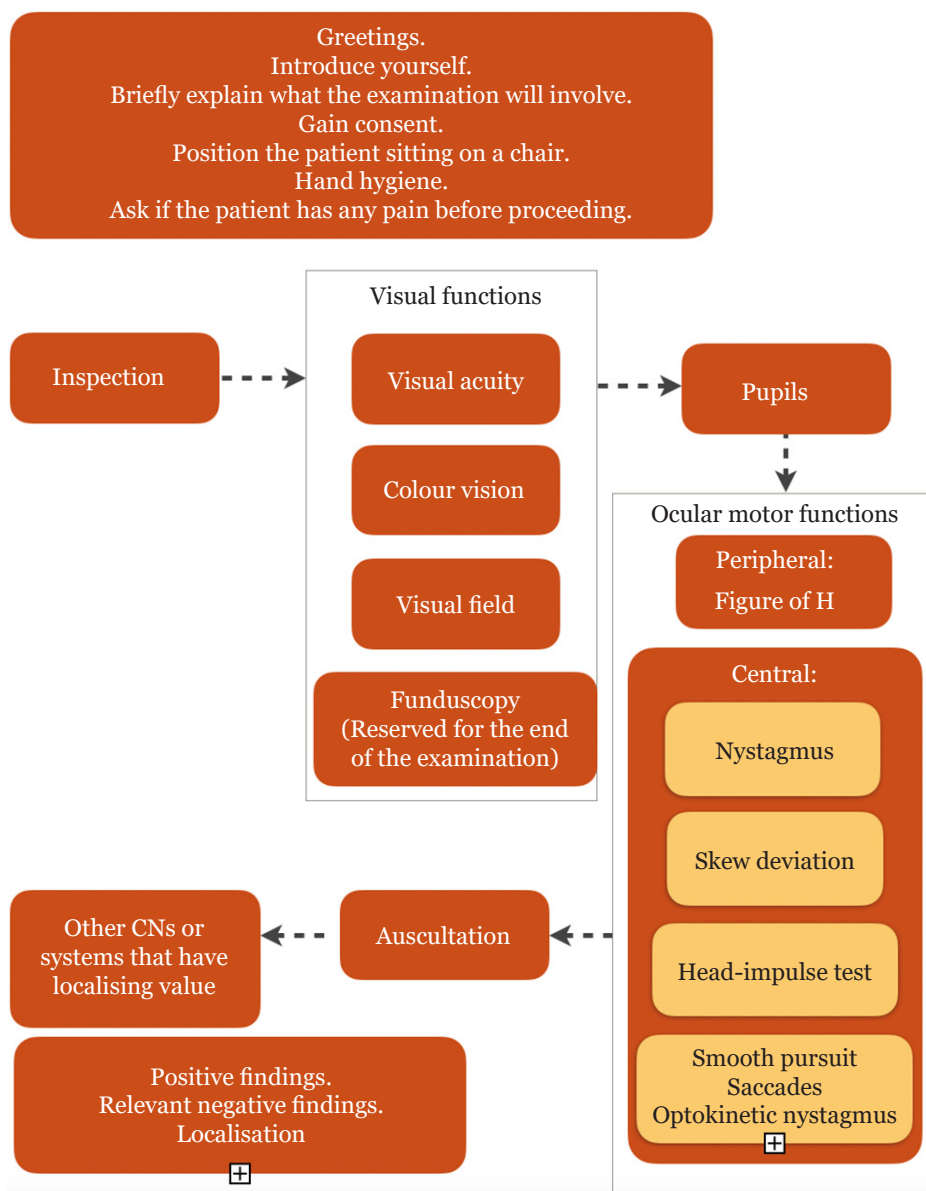 Greetings.
Introduce yourself.
Briefly explain what the examination will involve.
Gain consent.
Position the patient sitting on a chair.
Hand hygiene.
Ask if the patient has any pain before proceeding.
Inspection
Visual functions
Visual acuity
Colour vision
Visual field
Funduscopy
(Reserved for the end
of the examination)
Pupils
Ocular motor functions
Peripheral:
Figure of H
Central:
Nystagmus
Skew deviation
Head-impulse test
Smooth pursuit
Saccades
Optokinetic nystagmus
Auscultation
Other CNs or
systems that have
localising value
Positive findings.
Relevant negative findings.
Localisation